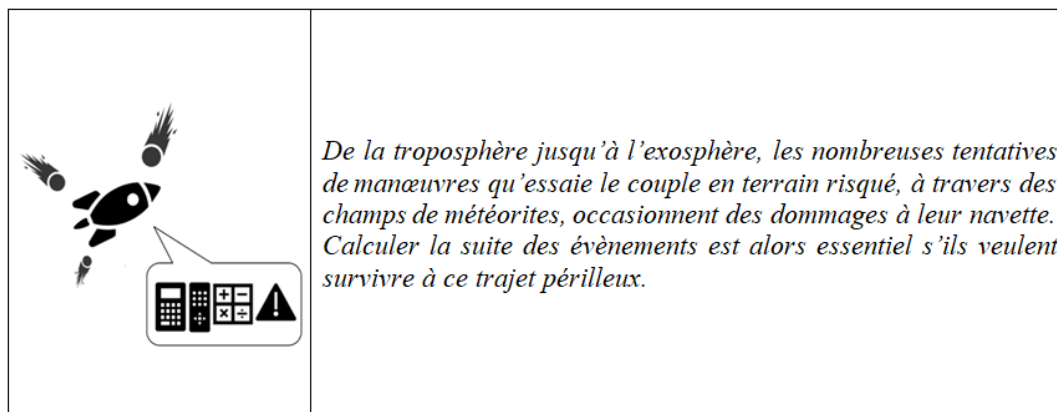 De la troposphère jusqu'à l'exosphère, les nombreuses tentatives
de manœuvres qu'essaie le couple en terrain risqué, à travers des
champs de météorites, occasionnent des dommages à leur navette.
Calculer la suite des évènements est alors essentiel s'ils veulent
survivre à ce trajet périlleux.